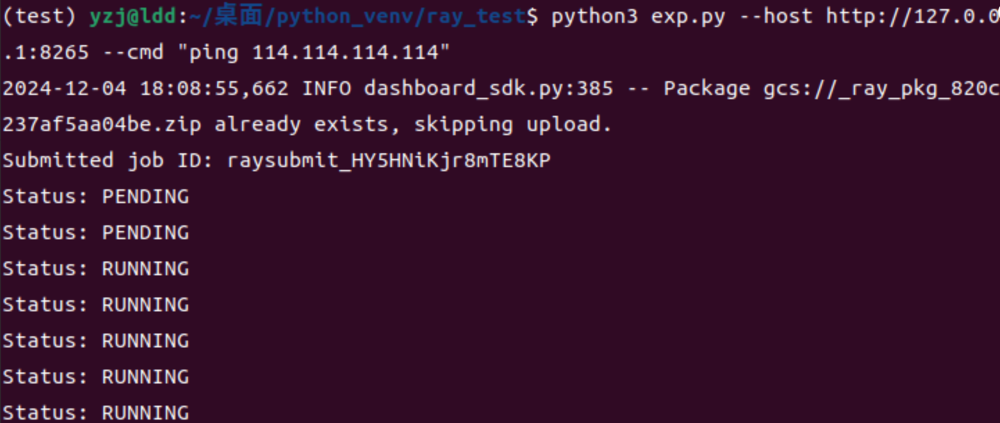 (test) yzj@ldd:~/桌面/python_venv/ray_test$ python3 exp.py --host http://127.0.0
.1:8265 --cmd "ping 114.114.114.114"
2024-12-04 18:08:55,662 INFO dashboard_sdk.py:385 -- Package gcs://_ray_pkg_820c
237af5aa04be.zip already exists, skipping upload.
Submitted job ID: raysubmit_HY5HNiKjr8mTE8KP
Status: PENDING
Status: PENDING
Status: RUNNING
Status: RUNNING
Status: RUNNING
Status: RUNNING
Status: RUNNING